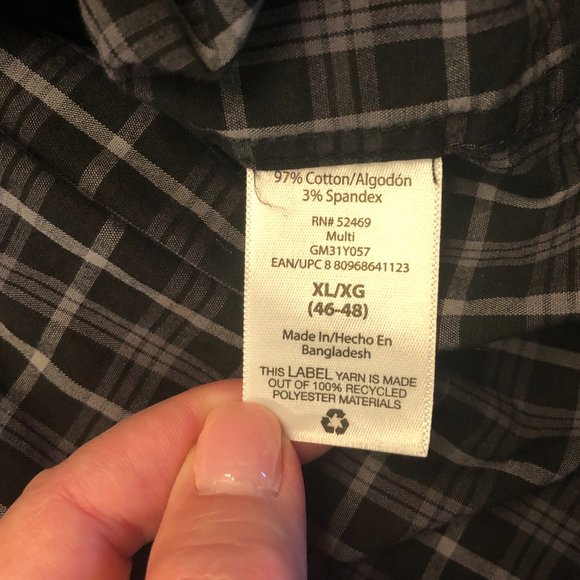 97% Cotton/Algodón
3% Spandex
RN# 52469
Multi
GM31Y057
EAN/UPC 8 80968641123
XL/XG
(46-48)
Made In/Hecho En
Bangladesh
THIS LABEL YARN IS MADE
OUT OF 100% RECYCLED
POLYESTER MATERIALS